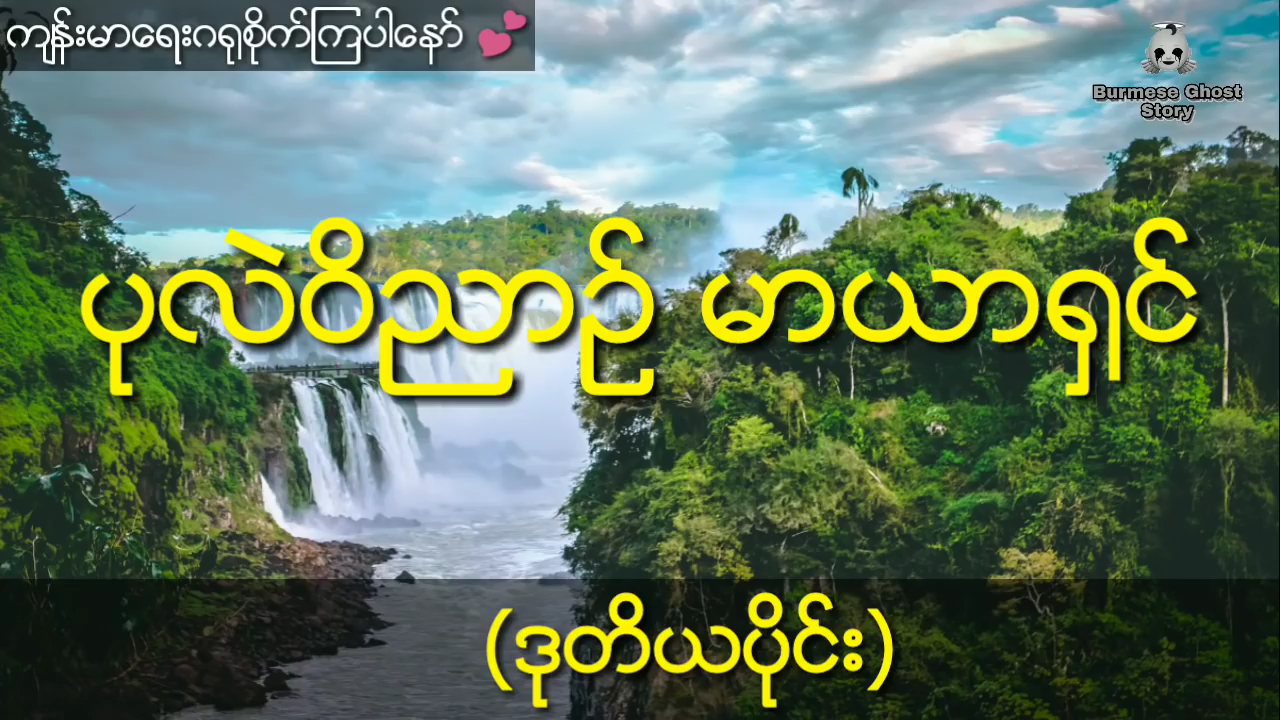 ကျန်းမာရေးဂရုစိုက်ကြပါနော် 💕
Burmese Ghost
Story
ပုလဲဝိညာဉ် မာယာရှင်
(ဒုတိယပိုင်း)